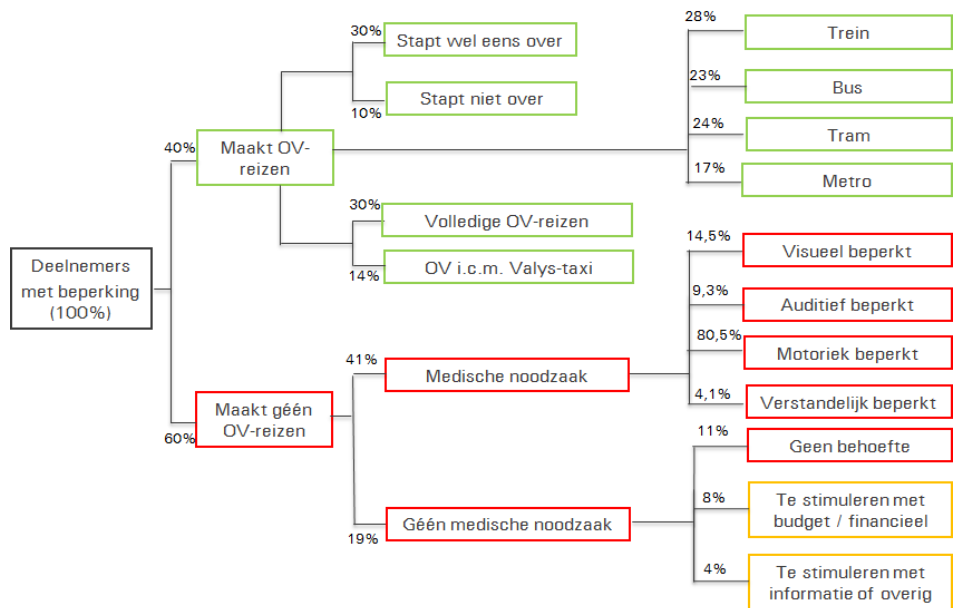 30%
Stapt wel eens over
Stapt niet over
10%
40%
Maakt OV-
reizen
28%
Trein
23%
Bus
24%
Tram
17%
Metro
30%
Volledige OV-reizen
OV i.c.m. Valys-taxi
14%
Deelnemers
met beperking
(100%)
60%
Maakt géén
OV-reizen
41%
Medische noodzaak
14,5%
Visueel beperkt
9,3%
Auditief beperkt
80,5%
Motoriek beperkt
4,1%
Verstandelijk beperkt
19%
Géén medische noodzaak
11%
Geen behoefte
8%
Te stimuleren met
budget / financieel
4%
Te stimuleren met
informatie of overig